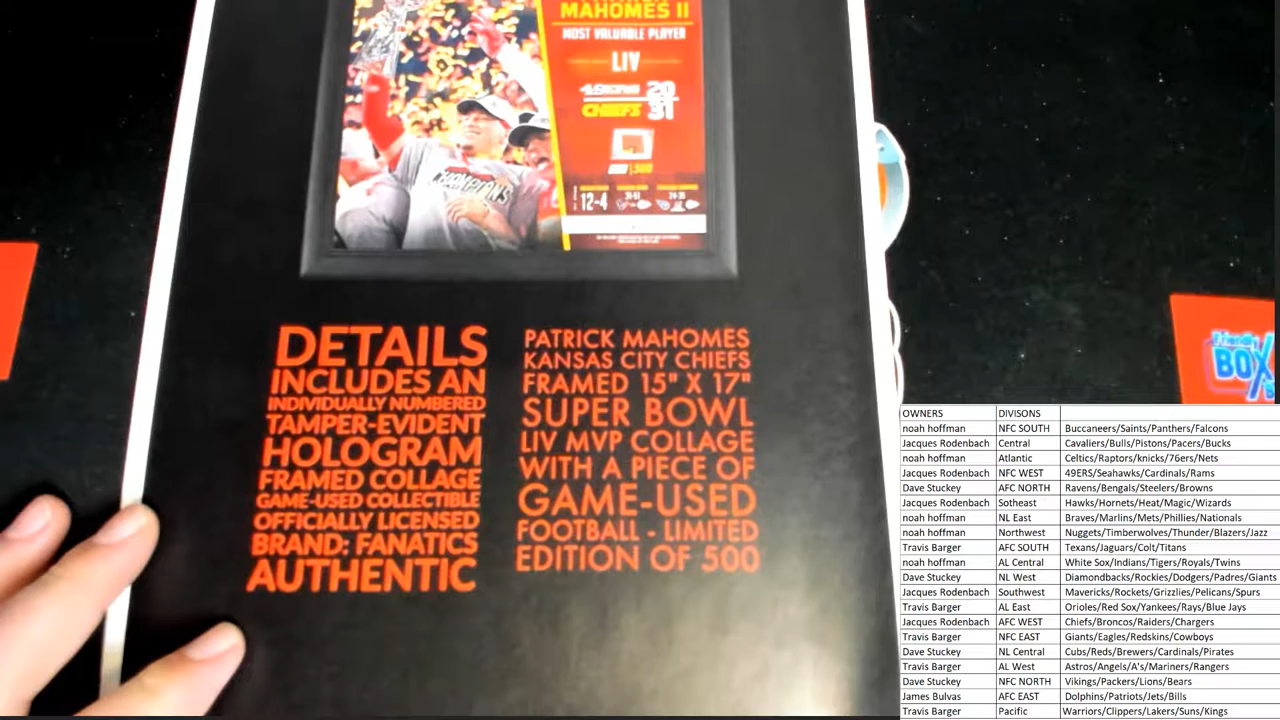 MAHOMES II
MOST VALUABLE PLAYER
LIV
49ERS 20
CHIEFS 31
12-4
CHAMPIONS
DETAILS
INCLUDES AN
INDIVIDUALLY NUMBERED
TAMPER-EVIDENT
HOLOGRAM
FRAMED COLLAGE
GAME-USED COLLECTIBLE
OFFICIALLY LICENSED
BRAND: FANATICS
AUTHENTIC
PATRICK MAHOMES
KANSAS CITY CHIEFS
FRAMED 15" X 17"
SUPER BOWL
LIV MVP COLLAGE
WITH A PIECE OF
GAME-USED
FOOTBALL - LIMITED
EDITION OF 500
Friendly
BOX
OWNERS DIVISONS
noah hoffman NFC SOUTH Buccaneers/Saints/Panthers/Falcons
Jacques Rodenbach Central Cavaliers/Bulls/Pistons/Pacers/Bucks
noah hoffman Atlantic Celtics/Raptors/knicks/76ers/Nets
Jacques Rodenbach NFC WEST 49ERS/Seahawks/Cardinals/Rams
Dave Stuckey AFC NORTH Ravens/Bengals/Steelers/Browns
Jacques Rodenbach Sotheast Hawks/Hornets/Heat/Magic/Wizards
noah hoffman NL East Braves/Marlins/Mets/Phillies/Nationals
noah hoffman Northwest Nuggets/Timberwolves/Thunder/Blazers/Jazz
Travis Barger AFC SOUTH Texans/Jaguars/Colt/Titans
noah hoffman AL Central White Sox/Indians/Tigers/Royals/Twins
Dave Stuckey NL West Diamondbacks/Rockies/Dodgers/Padres/Giants
Jacques Rodenbach Southwest Mavericks/Rockets/Grizzlies/Pelicans/Spurs
Travis Barger AL East Orioles/Red Sox/Yankees/Rays/Blue Jays
Jacques Rodenbach AFC WEST Chiefs/Broncos/Raiders/Chargers
Travis Barger NFC EAST Giants/Eagles/Redskins/Cowboys
Dave Stuckey NL Central Cubs/Reds/Brewers/Cardinals/Pirates
Travis Barger AL West Astros/Angels/A's/Mariners/Rangers
Dave Stuckey NFC NORTH Vikings/Packers/Lions/Bears
James Bulvas AFC EAST Dolphins/Patriots/Jets/Bills
Travis Barger Pacific Warriors/Clippers/Lakers/Suns/Kings